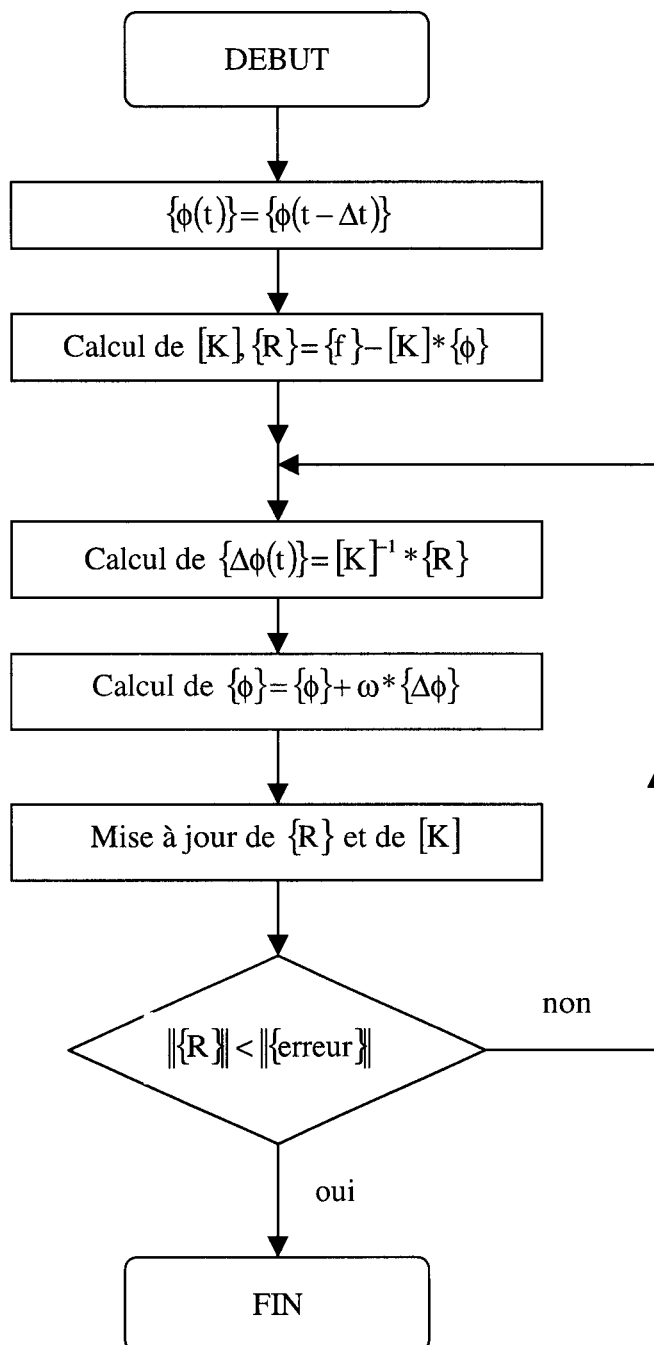 DEBUT
{ϕ(t)}={ϕ(t−Δt)}
Calcul de [K], {R}={f}−[K]*{ϕ}
Calcul de {Δϕ(t)}=[K]⁻¹*{R}
Calcul de {ϕ}={ϕ}+ω*{Δϕ}
Mise à jour de {R} et de [K]
non
‖{R}‖<‖{erreur}‖
oui
FIN